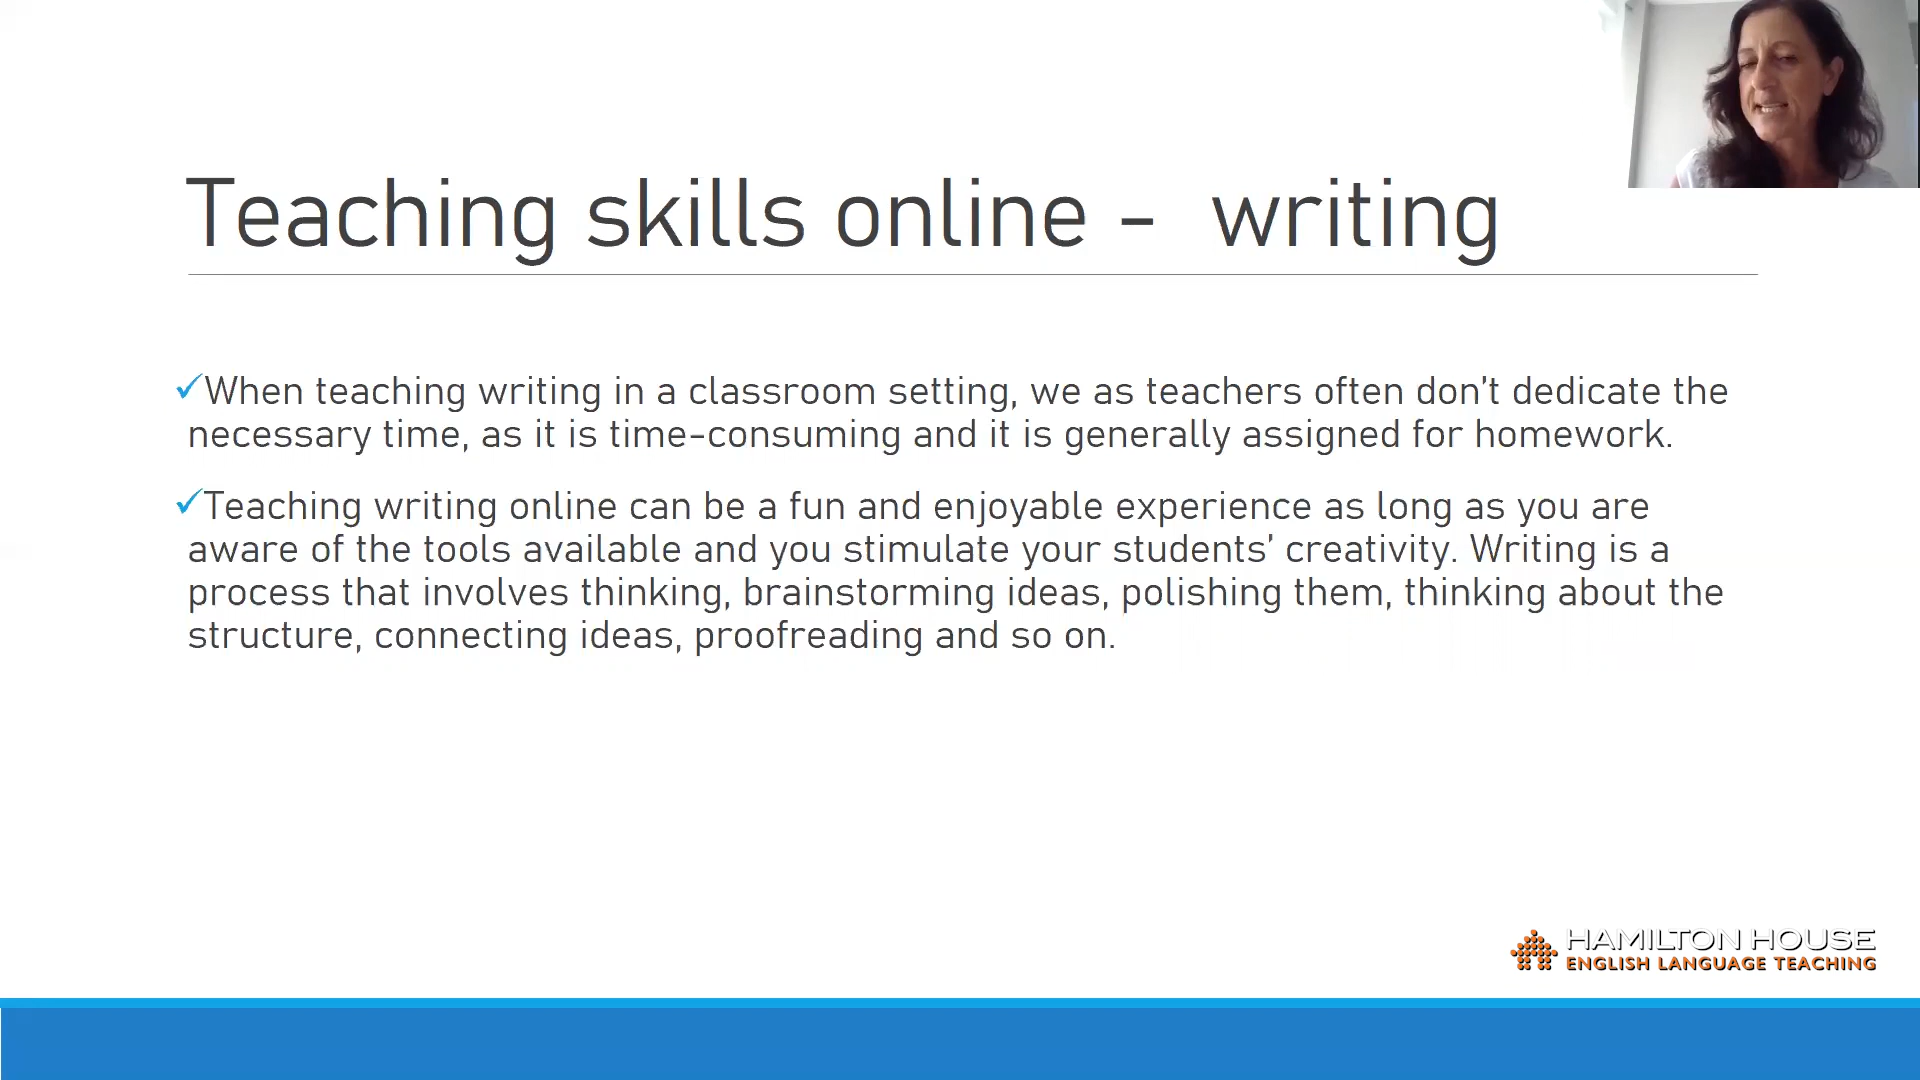 Teaching skills online - writing
✓When teaching writing in a classroom setting, we as teachers often don’t dedicate the
necessary time, as it is time-consuming and it is generally assigned for homework.
✓Teaching writing online can be a fun and enjoyable experience as long as you are
aware of the tools available and you stimulate your students’ creativity. Writing is a
process that involves thinking, brainstorming ideas, polishing them, thinking about the
structure, connecting ideas, proofreading and so on.
HAMILTON HOUSE
ENGLISH LANGUAGE TEACHING